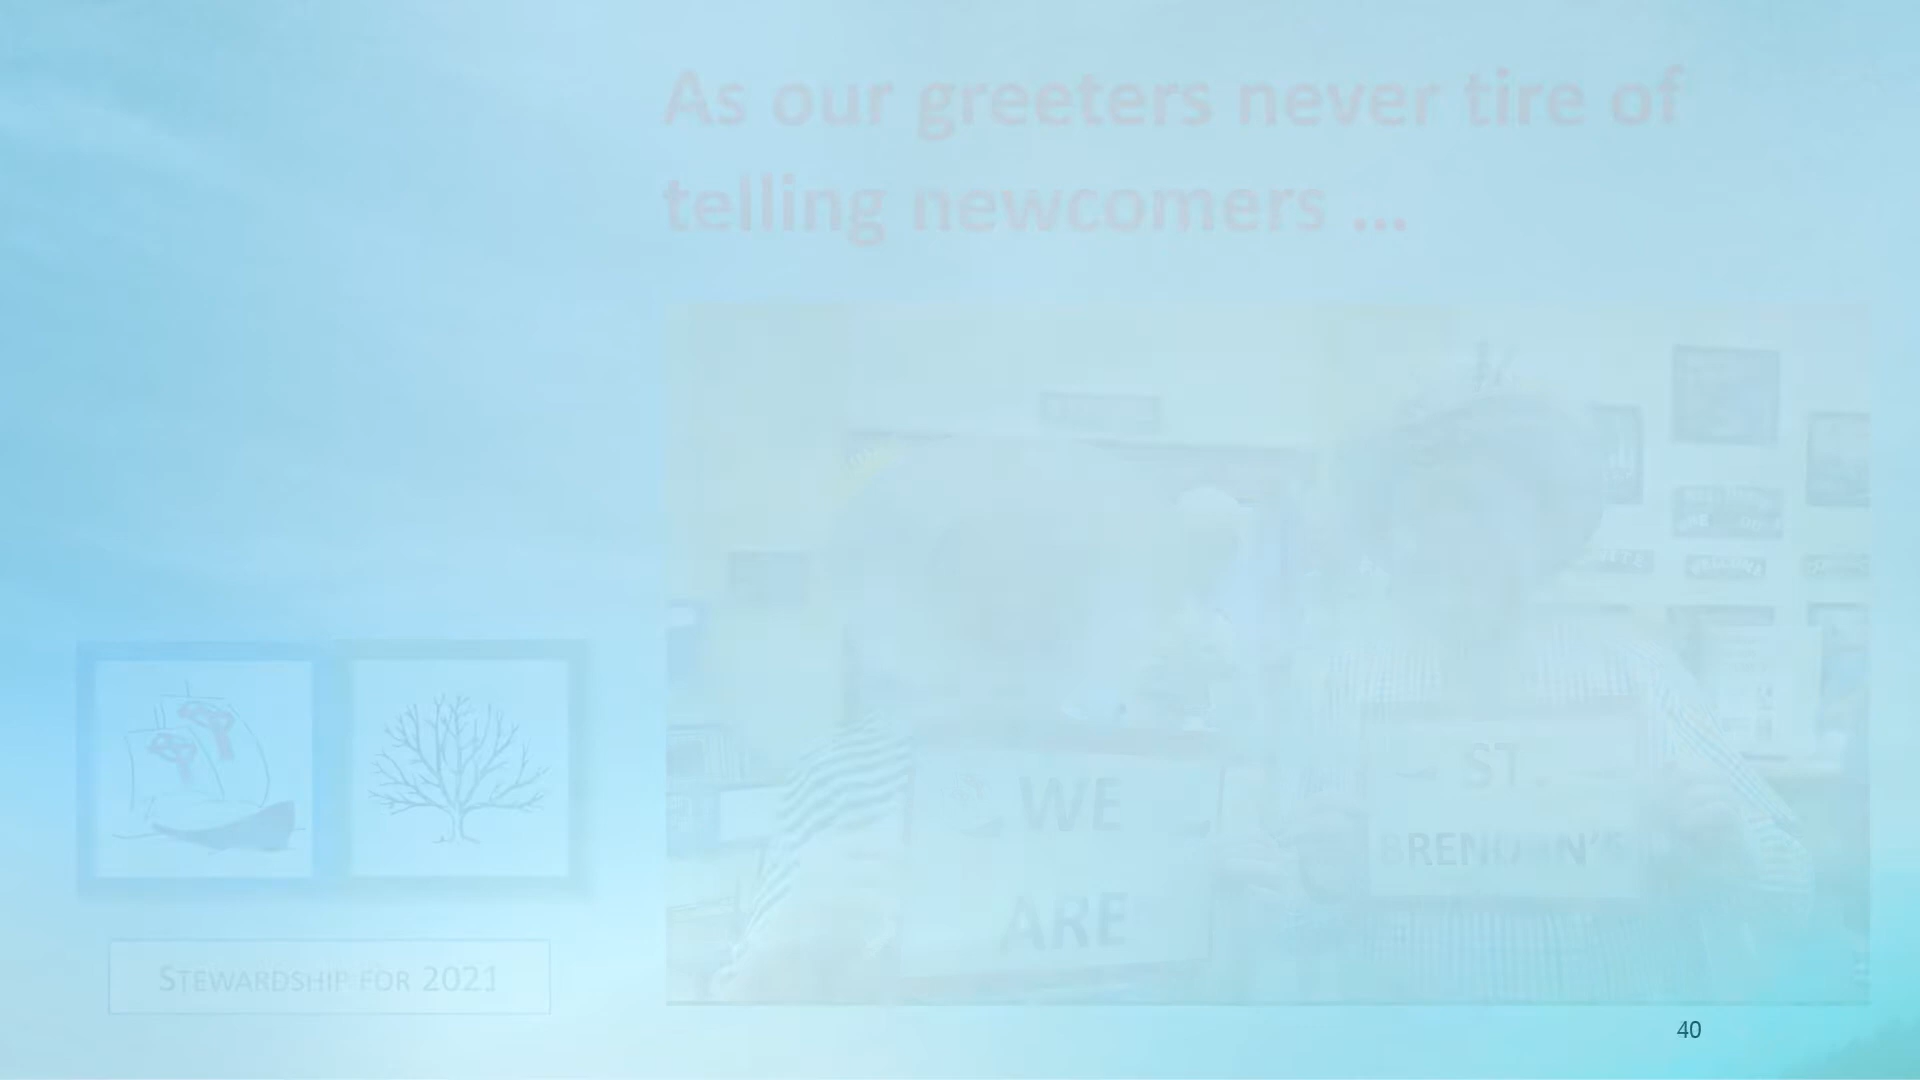 As our greeters never tire of
telling newcomers ...
WE
ARE
ST.
BRENDAN'S
STEWARDSHIP FOR 2021
40